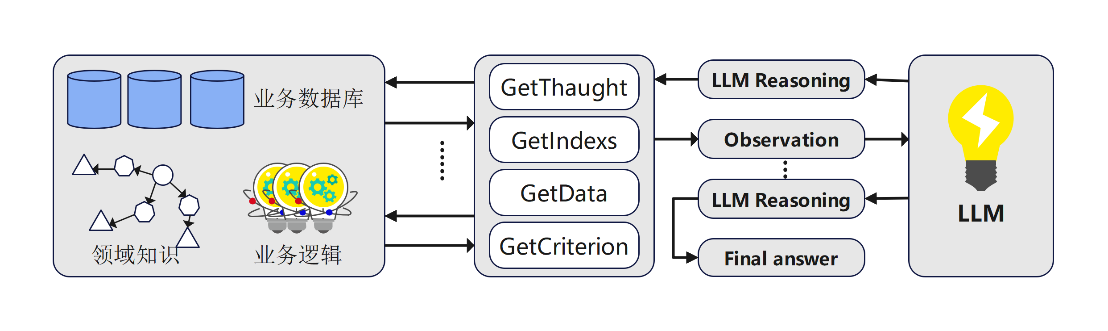 业务数据库
领域知识
业务逻辑
GetThaught
GetIndexs
GetData
GetCriterion
LLM Reasoning
Observation
LLM Reasoning
Final answer
LLM